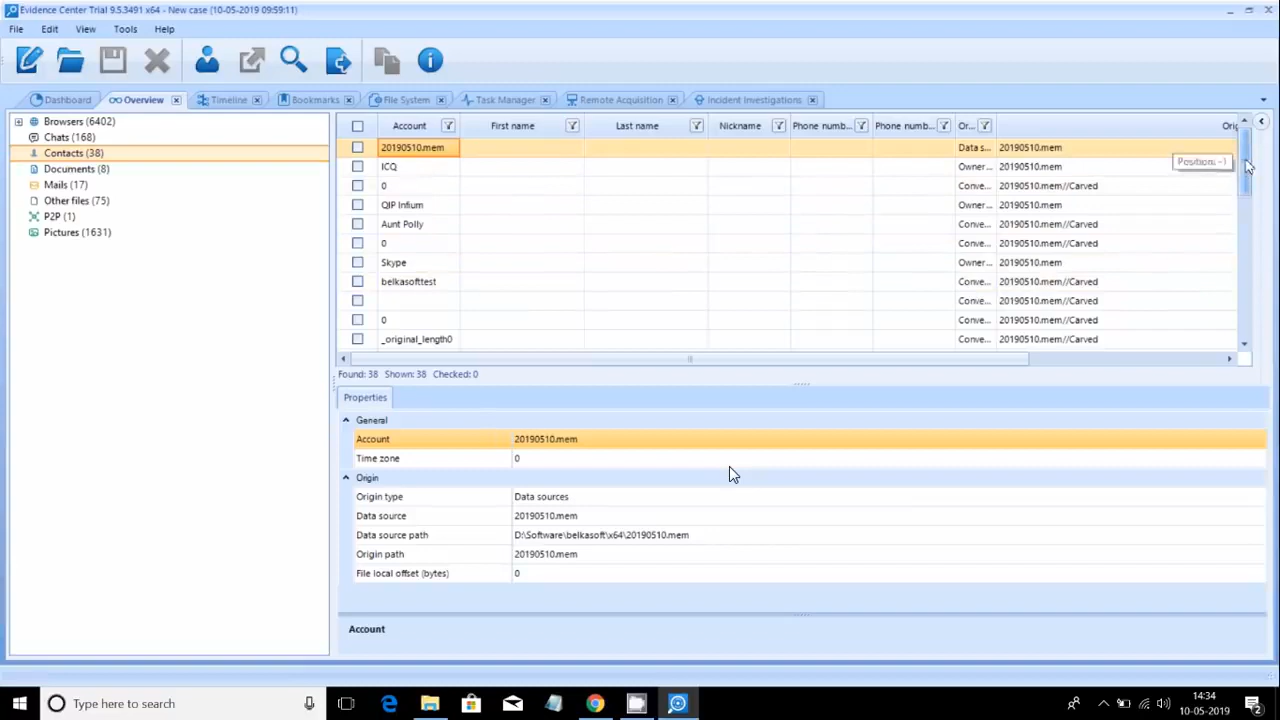 Evidence Center Trial 9.5.3491 x64 - New case (10-05-2019 09:59:11)
File Edit View Tools Help
Dashboard Overview Timeline Bookmarks File System Task Manager Remote Acquisition Incident Investigations
Browsers (6402)
Chats (168)
Contacts (38)
Documents (8)
Mails (17)
Other files (75)
P2P (1)
Pictures (1631)
Account First name Last name Nickname Phone numb... Phone numb... Or... Orig
20190510.mem Data s... 20190510.mem
ICQ Owner... 20190510.mem
0 Conve... 20190510.mem//Carved
QIP Infium Owner... 20190510.mem
Aunt Polly Conve... 20190510.mem//Carved
0 Conve... 20190510.mem//Carved
Skype Owner... 20190510.mem
belkasofttest Conve... 20190510.mem//Carved
Conve... 20190510.mem//Carved
0 Conve... 20190510.mem//Carved
_original_length0 Conve... 20190510.mem//Carved
Position: -1
Found: 38 Shown: 38 Checked: 0
Properties
General
Account 20190510.mem
Time zone 0
Origin
Origin type Data sources
Data source 20190510.mem
Data source path D:\Software\belkasoft\x64\20190510.mem
Origin path 20190510.mem
File local offset (bytes) 0
Account
Type here to search
14:34
10-05-2019
2